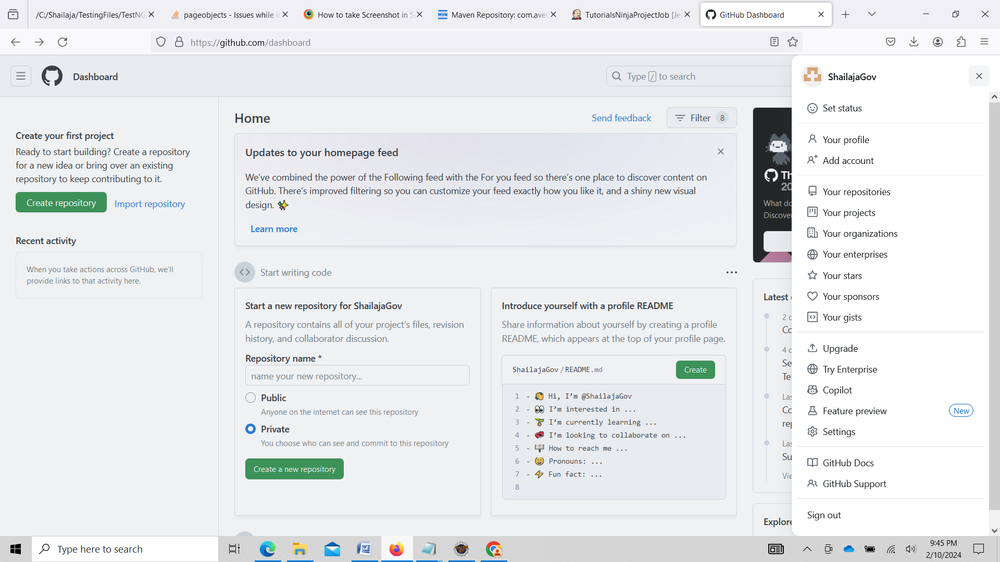 /C:/Shailaja/TestingFiles/TestNG
pageobjects - Issues while in
How to take Screenshot in S
Maven Repository: com.aven
TutorialsNinjaProjectJob [Jen
GitHub Dashboard
https://github.com/dashboard
Dashboard
Type / to search
ShailajaGov
Set status
Your profile
Add account
Your repositories
Your projects
Your organizations
Your enterprises
Your stars
Your sponsors
Your gists
Upgrade
Try Enterprise
Copilot
Feature preview
New
Settings
GitHub Docs
GitHub Support
Sign out
Create your first project
Ready to start building? Create a repository
for a new idea or bring over an existing
repository to keep contributing to it.
Create repository
Import repository
Recent activity
When you take actions across GitHub, we'll
provide links to that activity here.
Home
Send feedback
Filter 8
Updates to your homepage feed
We've combined the power of the Following feed with the For you feed so there's one place to discover content on
GitHub. There's improved filtering so you can customize your feed exactly how you like it, and a shiny new visual
design. ✨
Learn more
Start writing code
Start a new repository for ShailajaGov
A repository contains all of your project's files, revision
history, and collaborator discussion.
Repository name *
name your new repository...
Public
Anyone on the internet can see this repository
Private
You choose who can see and commit to this repository
Create a new repository
Introduce yourself with a profile README
Share information about yourself by creating a profile
README, which appears at the top of your profile page.
ShailajaGov / README.md
Create
1 - 👋 Hi, I'm @ShailajaGov
2 - 👀 I'm interested in ...
3 - 🌱 I'm currently learning ...
4 - 💞️ I'm looking to collaborate on ...
5 - 📫 How to reach me ...
6 - 😄 Pronouns: ...
7 - ⚡ Fun fact: ...
8
Th
20
What do
Discover
Latest
2 d
Co
4 d
Se
Te
Las
Co
rep
Las
Su
Vie
Explore
Type here to search
9:45 PM
2/10/2024